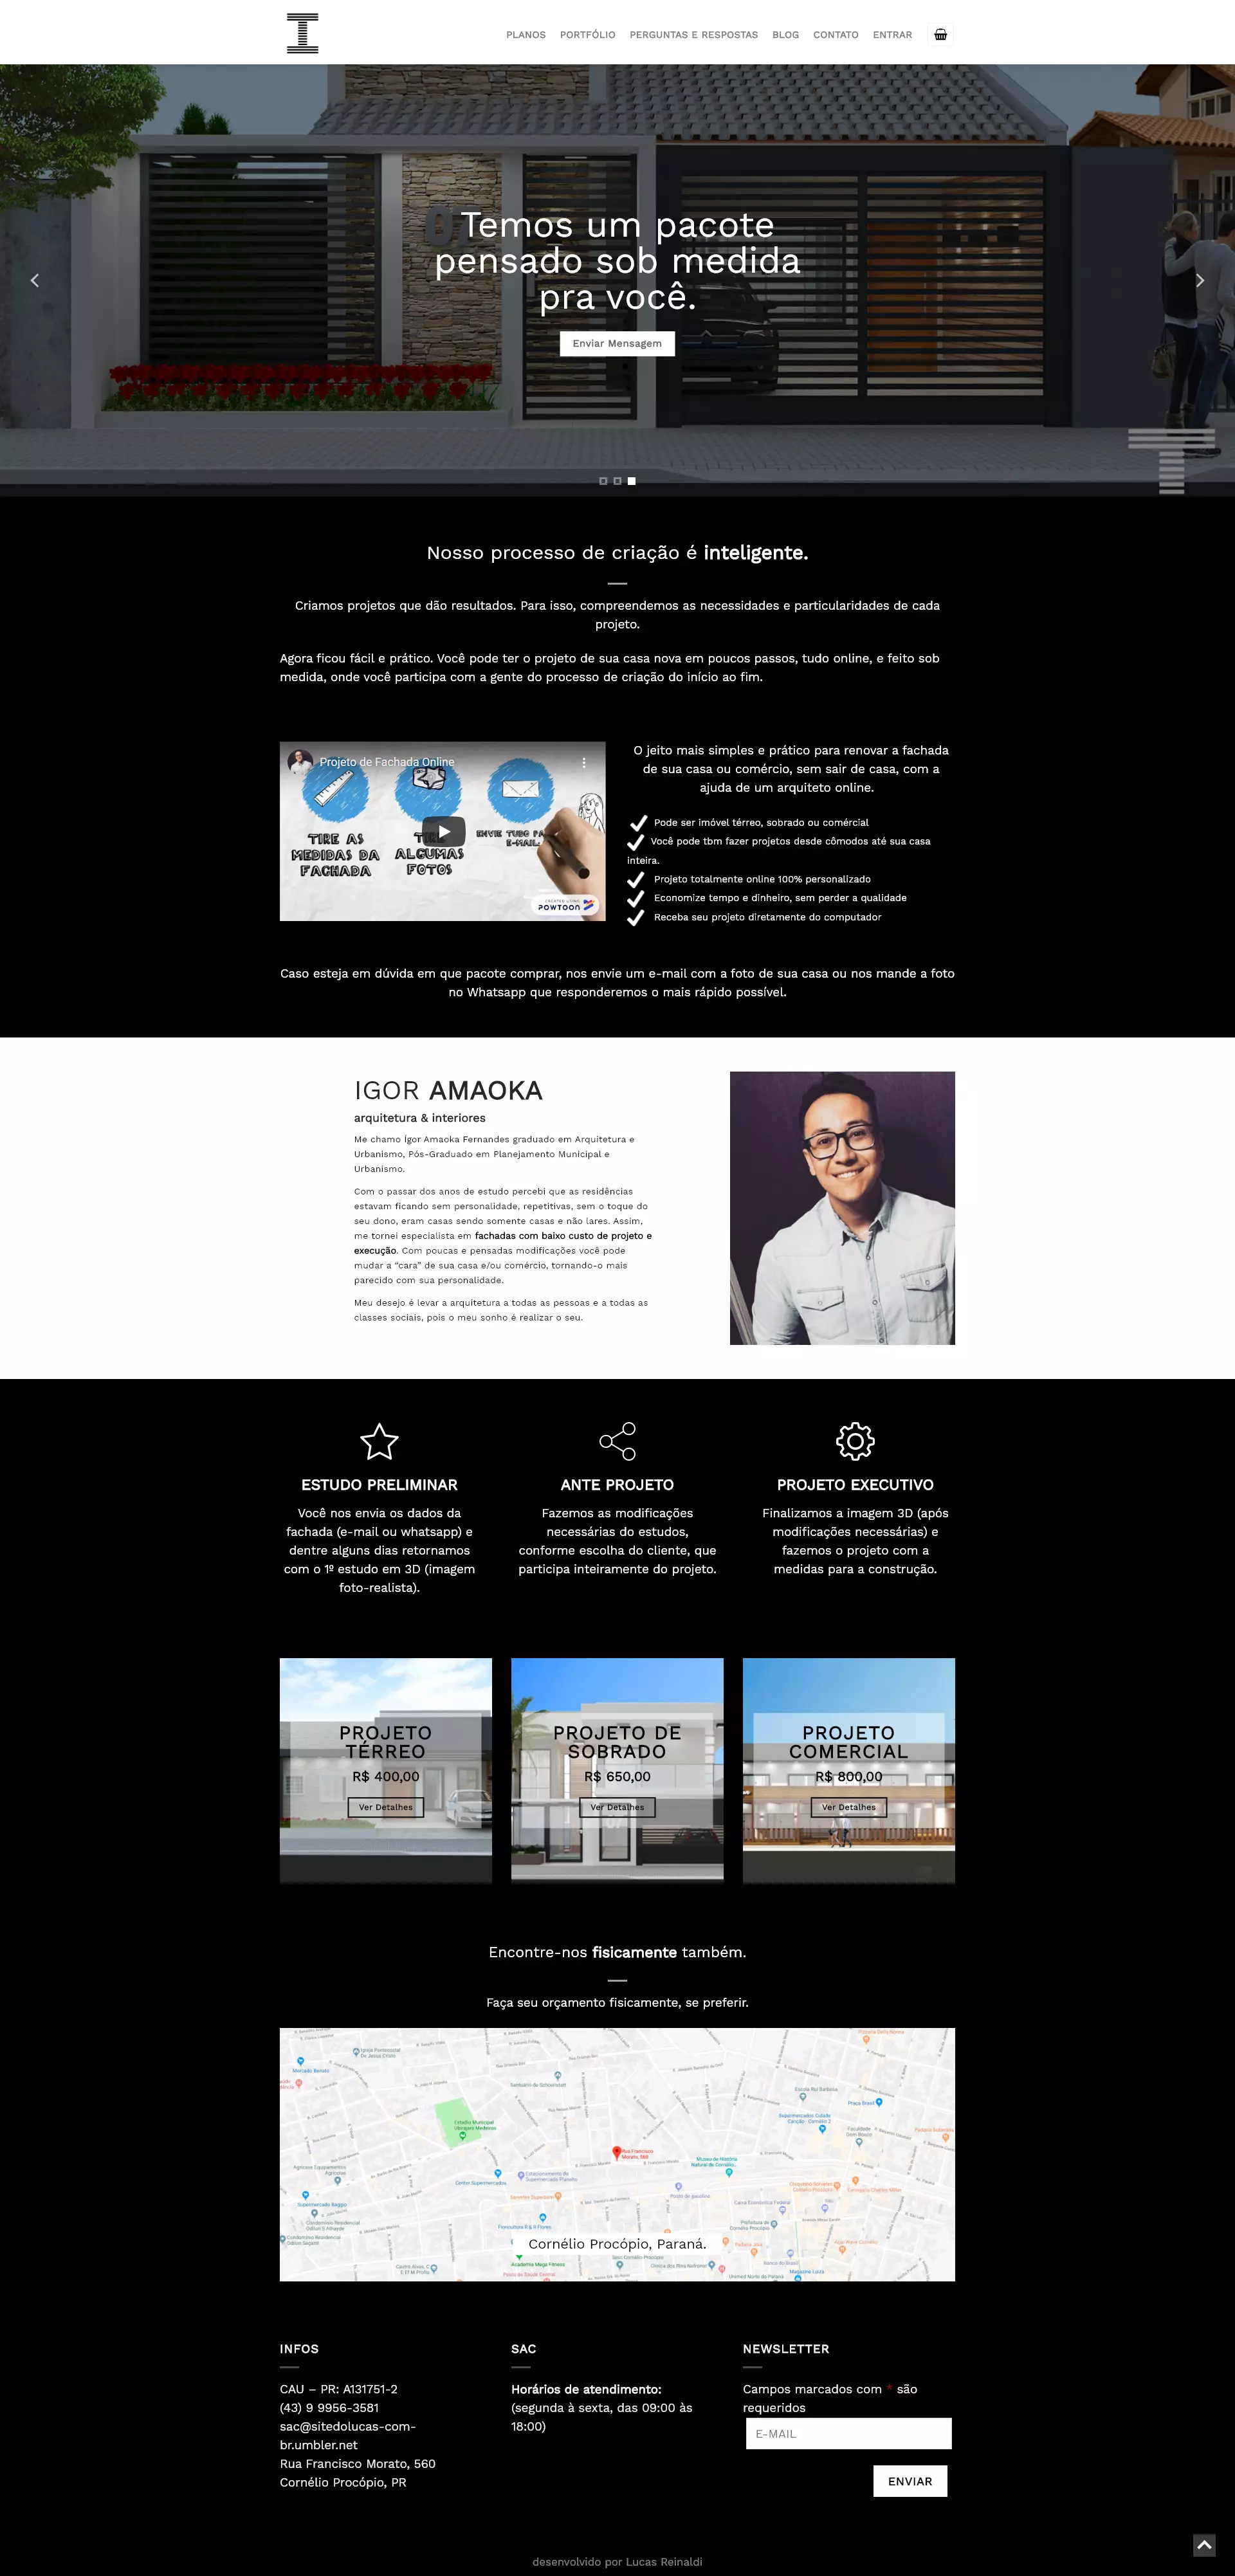 PLANOS PORTFÓLIO PERGUNTAS E RESPOSTAS BLOG CONTATO ENTRAR
Temos um pacote
pensado sob medida
pra você.
Enviar Mensagem
Nosso processo de criação é inteligente.
Criamos projetos que dão resultados. Para isso, compreendemos as necessidades e particularidades de cada
projeto.
Agora ficou fácil e prático. Você pode ter o projeto de sua casa nova em poucos passos, tudo online, e feito sob
medida, onde você participa com a gente do processo de criação do início ao fim.
Projeto de Fachada Online
TIRE AS
MEDIDAS DA
FACHADA
TIRE
ALGUMAS
FOTOS
ENVIE TUDO
E-MAIL:
CREATED USING
POWTOON
O jeito mais simples e prático para renovar a fachada
de sua casa ou comércio, sem sair de casa, com a
ajuda de um arquiteto online.
Pode ser imóvel térreo, sobrado ou comércial
Você pode tbm fazer projetos desde cômodos até sua casa
inteira.
Projeto totalmente online 100% personalizado
Economize tempo e dinheiro, sem perder a qualidade
Receba seu projeto diretamente do computador
Caso esteja em dúvida em que pacote comprar, nos envie um e-mail com a foto de sua casa ou nos mande a foto
no Whatsapp que responderemos o mais rápido possível.
IGOR AMAOKA
arquitetura & interiores
Me chamo Ígor Amaoka Fernandes graduado em Arquitetura e
Urbanismo, Pós-Graduado em Planejamento Municipal e
Urbanismo.
Com o passar dos anos de estudo percebi que as residências
estavam ficando sem personalidade, repetitivas, sem o toque do
seu dono, eram casas sendo somente casas e não lares. Assim,
me tornei especialista em fachadas com baixo custo de projeto e
execução. Com poucas e pensadas modificações você pode
mudar a “cara” de sua casa e/ou comércio, tornando-o mais
parecido com sua personalidade.
Meu desejo é levar a arquitetura a todas as pessoas e a todas as
classes sociais, pois o meu sonho é realizar o seu.
ESTUDO PRELIMINAR
Você nos envia os dados da
fachada (e-mail ou whatsapp) e
dentre alguns dias retornamos
com o 1º estudo em 3D (imagem
foto-realista).
ANTE PROJETO
Fazemos as modificações
necessárias do estudos,
conforme escolha do cliente, que
participa inteiramente do projeto.
PROJETO EXECUTIVO
Finalizamos a imagem 3D (após
modificações necessárias) e
fazemos o projeto com a
medidas para a construção.
PROJETO
TÉRREO
R$ 400,00
Ver Detalhes
PROJETO DE
SOBRADO
R$ 650,00
Ver Detalhes
PROJETO
COMERCIAL
R$ 800,00
Ver Detalhes
Encontre-nos fisicamente também.
Faça seu orçamento fisicamente, se preferir.
Estádio Municipal
Rua Francisco
Morato, 560
Cornélio Procópio, Paraná.
Academia Mega Fitness
INFOS
CAU – PR: A131751-2
(43) 9 9956-3581
sac@sitedolucas-com-
br.umbler.net
Rua Francisco Morato, 560
Cornélio Procópio, PR
SAC
Horários de atendimento:
(segunda à sexta, das 09:00 às
18:00)
NEWSLETTER
Campos marcados com * são
requeridos
E-MAIL
ENVIAR
desenvolvido por Lucas Reinaldi